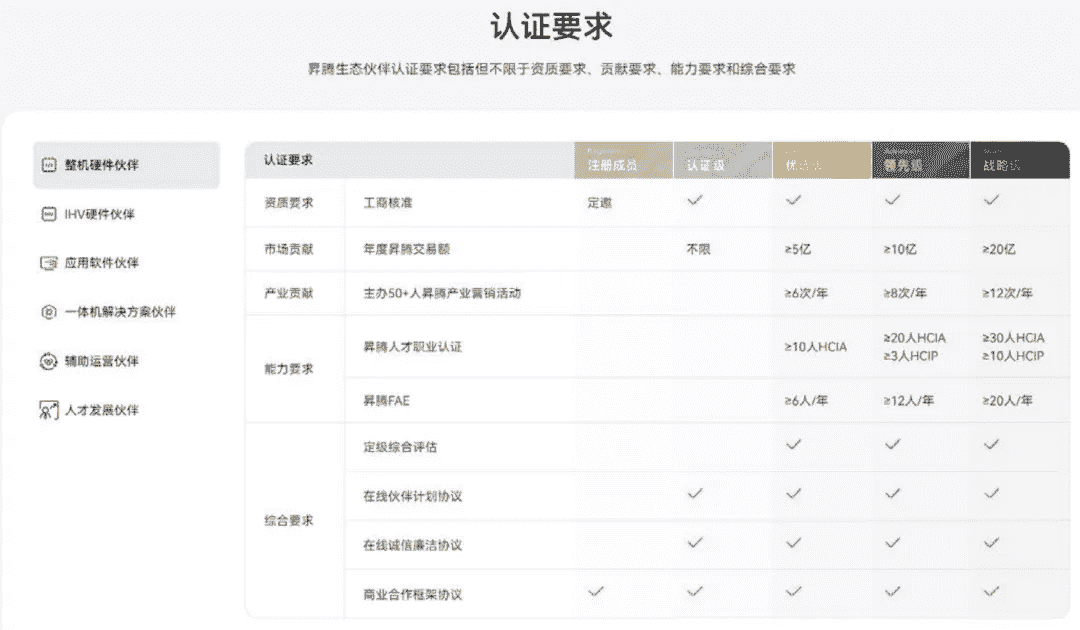 认证要求
昇腾生态伙伴认证要求包括但不限于资质要求、贡献要求、能力要求和综合要求
整机硬件伙伴
IHV硬件伙伴
应用软件伙伴
一体机解决方案伙伴
辅助运营伙伴
人才发展伙伴
认证要求 注册成员 认证级 领先级 战略级
资质要求 工商核准 定邀 ✓ ✓ ✓ ✓
市场贡献 年度昇腾交易额 不限 ≥5亿 ≥10亿 ≥20亿
产业贡献 主办50+人昇腾产业营销活动 ≥6次/年 ≥8次/年 ≥12次/年
能力要求
昇腾人才职业认证 ≥10人HCIA ≥20人HCIA ≥30人HCIA
≥3人HCIP ≥10人HCIP
昇腾FAE ≥6人/年 ≥12人/年 ≥20人/年
综合要求
定级综合评估 ✓ ✓ ✓
在线伙伴计划协议 ✓ ✓ ✓ ✓
在线诚信廉洁协议 ✓ ✓ ✓ ✓
商业合作框架协议 ✓ ✓ ✓ ✓ ✓